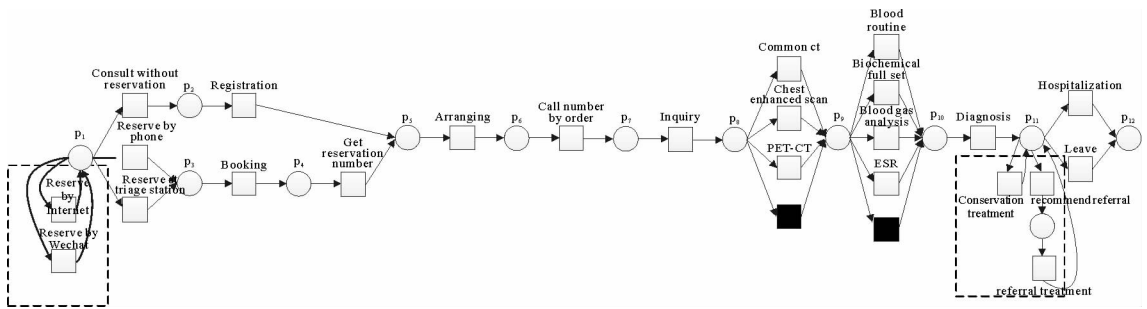 Consult without
reservation
p2
Registration
p1
Reserve by
phone
p3
Booking
p4
Get
reservation
number
Reserve at
triage station
Reserve
by
Internet
Reserve by
Wechat
p5
Arranging
p6
Call number
by order
p7
Inquiry
p8
Common ct
Chest
enhanced scan
PET-CT
p9
Blood
routine
Biochemical
full set
Blood gas
analysis
ESR
p10
Diagnosis
p11
Hospitalization
Leave
p12
Conservation
treatment
recommend referral
referral treatment